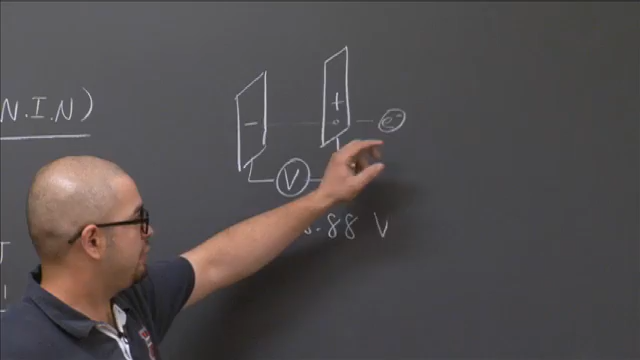 N.I.N)
- + e⁻
V
.88 V